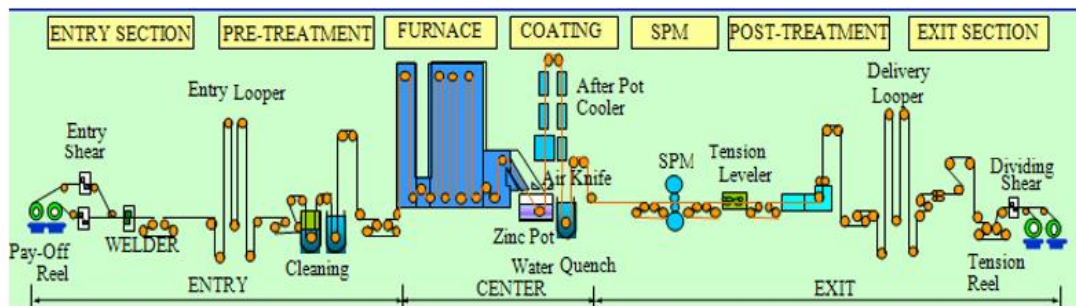 ENTRY SECTION
PRE-TREATMENT
FURNACE
COATING
SPM
POST-TREATMENT
EXIT SECTION
Entry Looper
After Pot
Cooler
Delivery
Looper
Entry
Shear
SPM
Tension
Leveler
Dividing
Shear
Air Knife
WELDER
Pay-Off
Reel
Cleaning
Zinc Pot
Water Quench
Tension
Reel
ENTRY
CENTER
EXIT